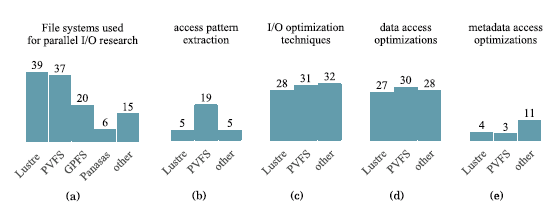 File systems used
for parallel I/O research
39
37
20
6
15
Lustre
PVFS
GPFS
Panasas
other
(a)
access pattern
extraction
5
19
5
Lustre
PVFS
other
(b)
I/O optimization
techniques
28
31
32
Lustre
PVFS
other
(c)
data access
optimizations
27
30
28
Lustre
PVFS
other
(d)
metadata access
optimizations
4
3
11
Lustre
PVFS
other
(e)